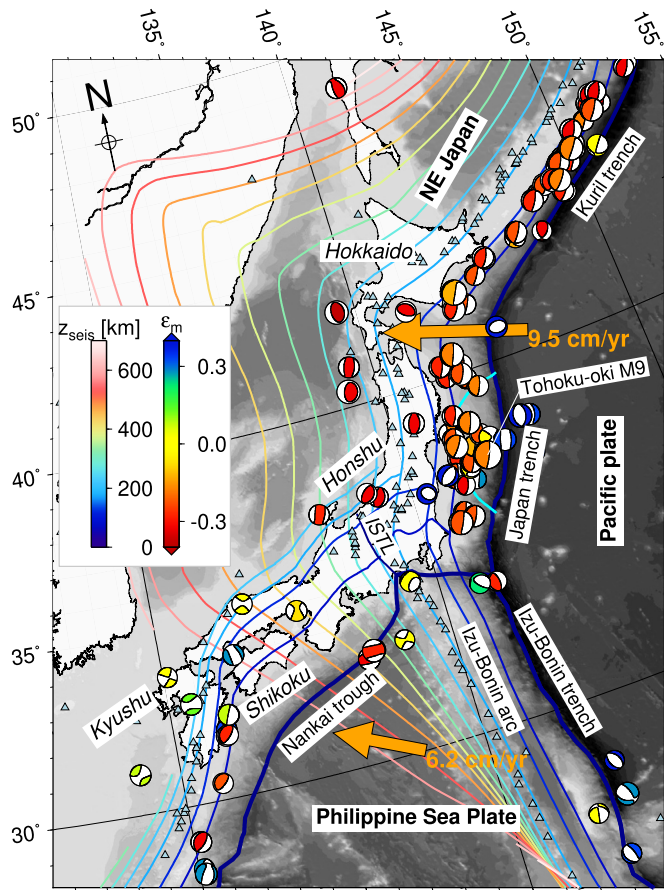 135°
140°
145°
150°
155°
50°
45°
40°
35°
30°
N
NE Japan
Kuril trench
Hokkaido
z_seis [km]
ε_m
600
400
200
0
0.3
0.0
-0.3
9.5 cm/yr
Tohoku-oki M9
Honshu
Japan trench
Pacific plate
ISTL
Izu-Bonin arc
Izu-Bonin trench
Kyushu
Shikoku
Nankai trough
6.2 cm/yr
Philippine Sea Plate